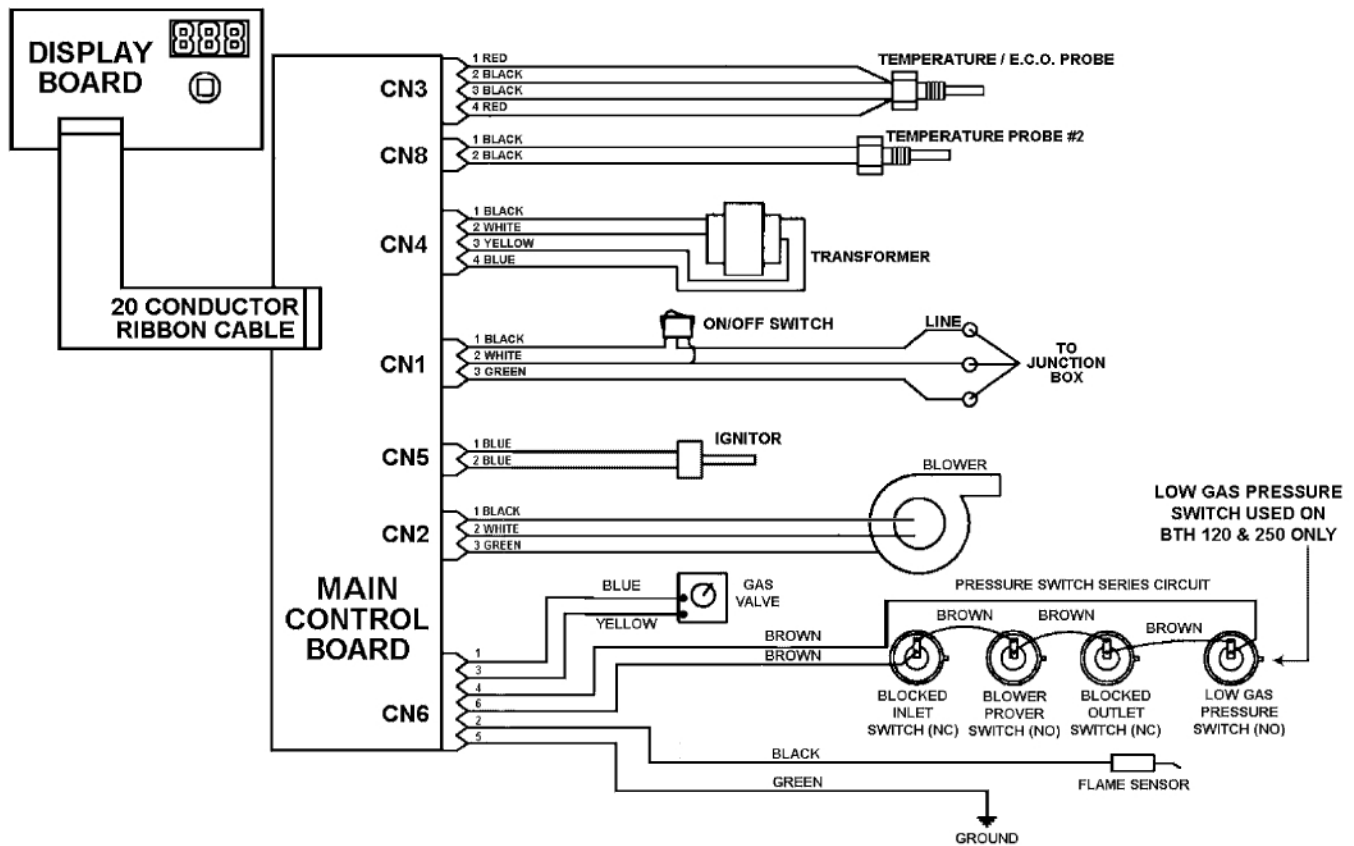 DISPLAY
BOARD
888
20 CONDUCTOR
RIBBON CABLE
MAIN
CONTROL
BOARD
CN3
1 RED
2 BLACK
3 BLACK
4 RED
TEMPERATURE / E.C.O. PROBE
CN8
1 BLACK
2 BLACK
TEMPERATURE PROBE #2
CN4
1 BLACK
2 WHITE
3 YELLOW
4 BLUE
TRANSFORMER
CN1
1 BLACK
2 WHITE
3 GREEN
ON/OFF SWITCH
LINE
TO
JUNCTION
BOX
CN5
1 BLUE
2 BLUE
IGNITOR
CN2
1 BLACK
2 WHITE
3 GREEN
BLOWER
LOW GAS PRESSURE
SWITCH USED ON
BTH 120 & 250 ONLY
CN6
1
3
4
6
2
5
BLUE
YELLOW
GAS
VALVE
PRESSURE SWITCH SERIES CIRCUIT
BROWN
BROWN
BROWN
BROWN
BROWN
BLOCKED
INLET
SWITCH (NC)
BLOWER
PROVER
SWITCH (NO)
BLOCKED
OUTLET
SWITCH (NC)
LOW GAS
PRESSURE
SWITCH (NO)
BLACK
FLAME SENSOR
GREEN
GROUND